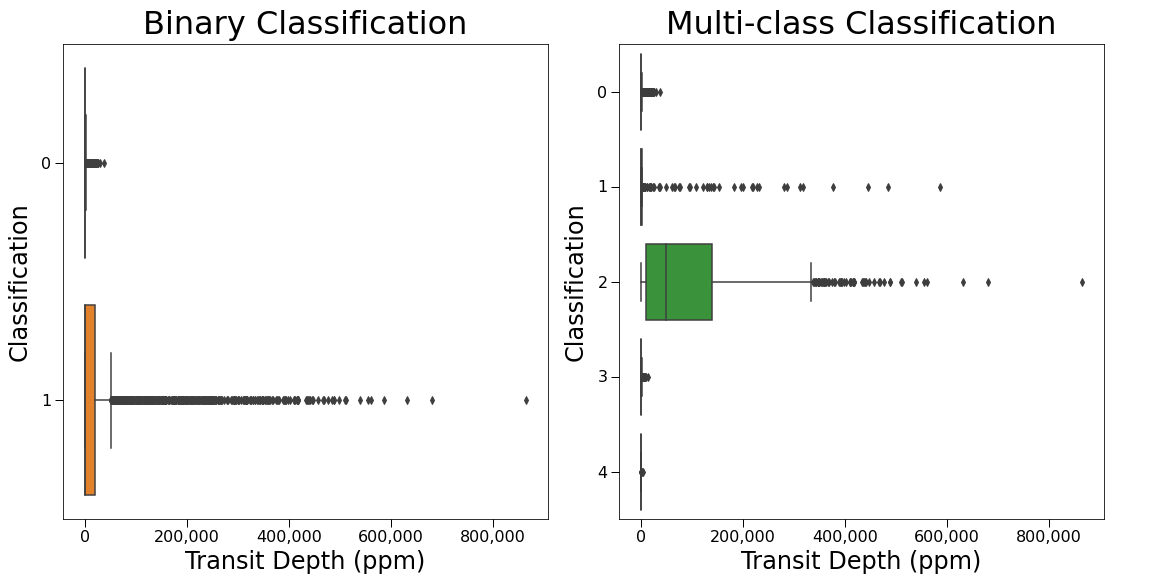 Binary Classification
Classification
0
1
0
200,000
400,000
600,000
800,000
Transit Depth (ppm)
Multi-class Classification
Classification
0
1
2
3
4
0
200,000
400,000
600,000
800,000
Transit Depth (ppm)